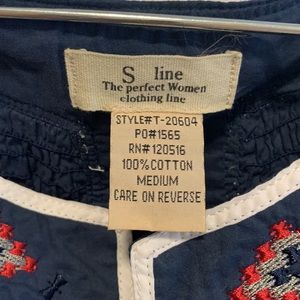 S line
The perfect Women
clothing line
STYLE#T-20604
PO#1565
RN#120516
100%COTTON
MEDIUM
CARE ON REVERSE